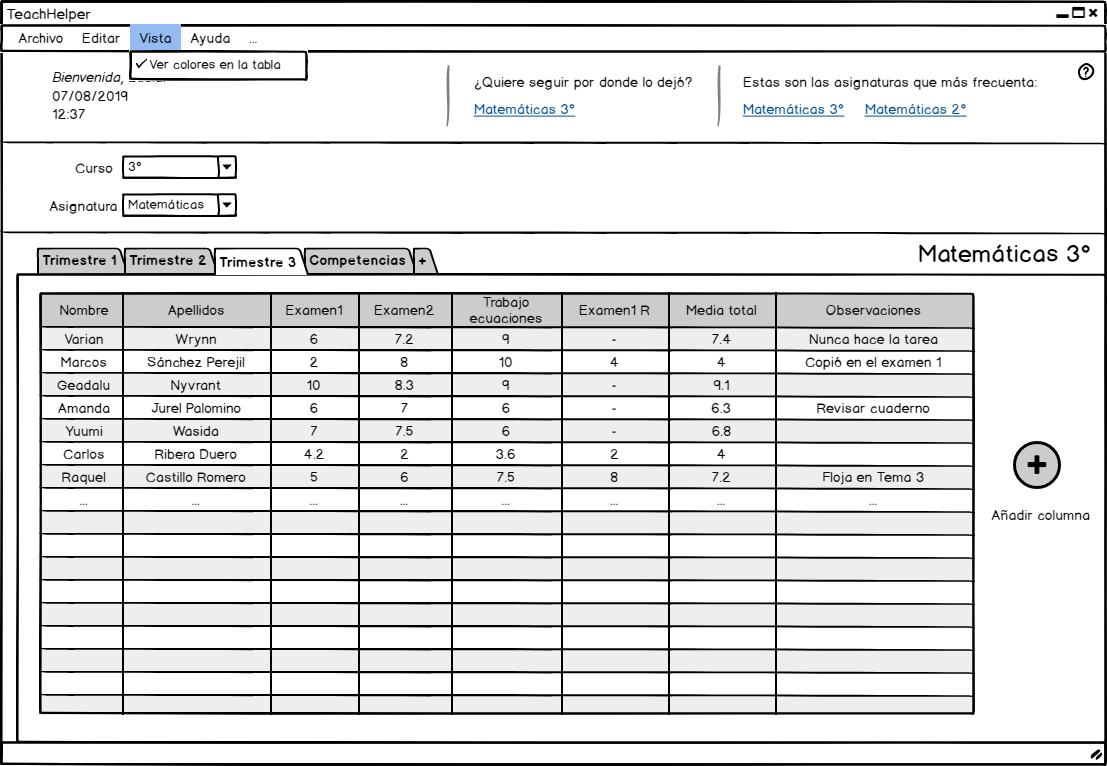 TeachHelper
Archivo Editar Vista Ayuda ...
✓Ver colores en la tabla
Bienvenida,
07/08/2019
12:37
¿Quiere seguir por donde lo dejó?
Matemáticas 3º
Estas son las asignaturas que más frecuenta:
Matemáticas 3º Matemáticas 2º
?
Curso 3º
Asignatura Matemáticas
Trimestre 1 Trimestre 2 Trimestre 3 Competencias +
Matemáticas 3º
Nombre Apellidos Examen1 Examen2 Trabajo ecuaciones Examen1 R Media total Observaciones
Varian Wrynn 6 7.2 9 - 7.4 Nunca hace la tarea
Marcos Sánchez Perejil 2 8 10 4 4 Copió en el examen 1
Geadalu Nyvrant 10 8.3 9 - 9.1
Amanda Jurel Palomino 6 7 6 - 6.3 Revisar cuaderno
Yuumi Wasida 7 7.5 6 - 6.8
Carlos Ribera Duero 4.2 2 3.6 2 4
Raquel Castillo Romero 5 6 7.5 8 7.2 Floja en Tema 3
... ... ... ... ... ... ... ...
+
Añadir columna